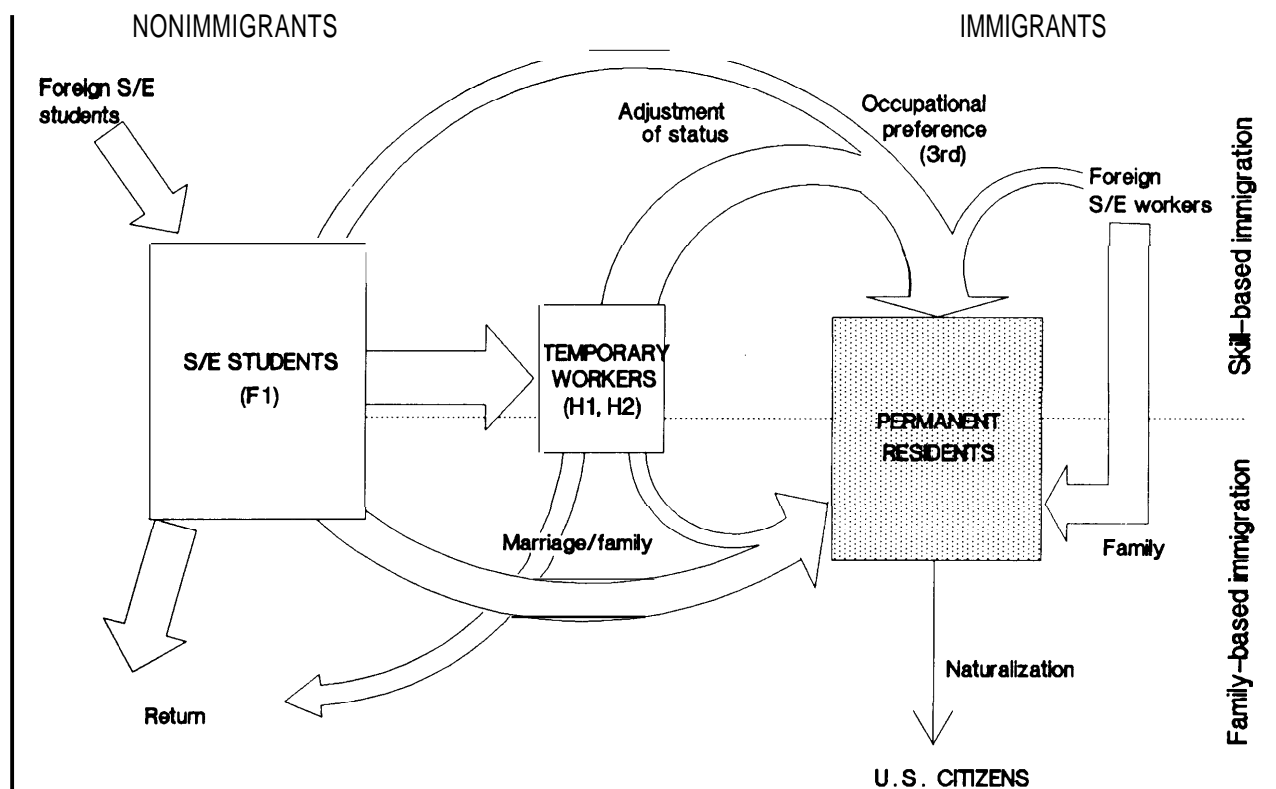 NONIMMIGRANTS
IMMIGRANTS
Foreign S/E
students
Adjustment
of status
Occupational
preference
(3rd)
Foreign
S/E workers
Skill-based immigration
S/E STUDENTS
(F1)
TEMPORARY
WORKERS
(H1, H2)
PERMANENT
RESIDENTS
Marriage/family
Family
Family-based immigration
Return
Naturalization
U.S. CITIZENS